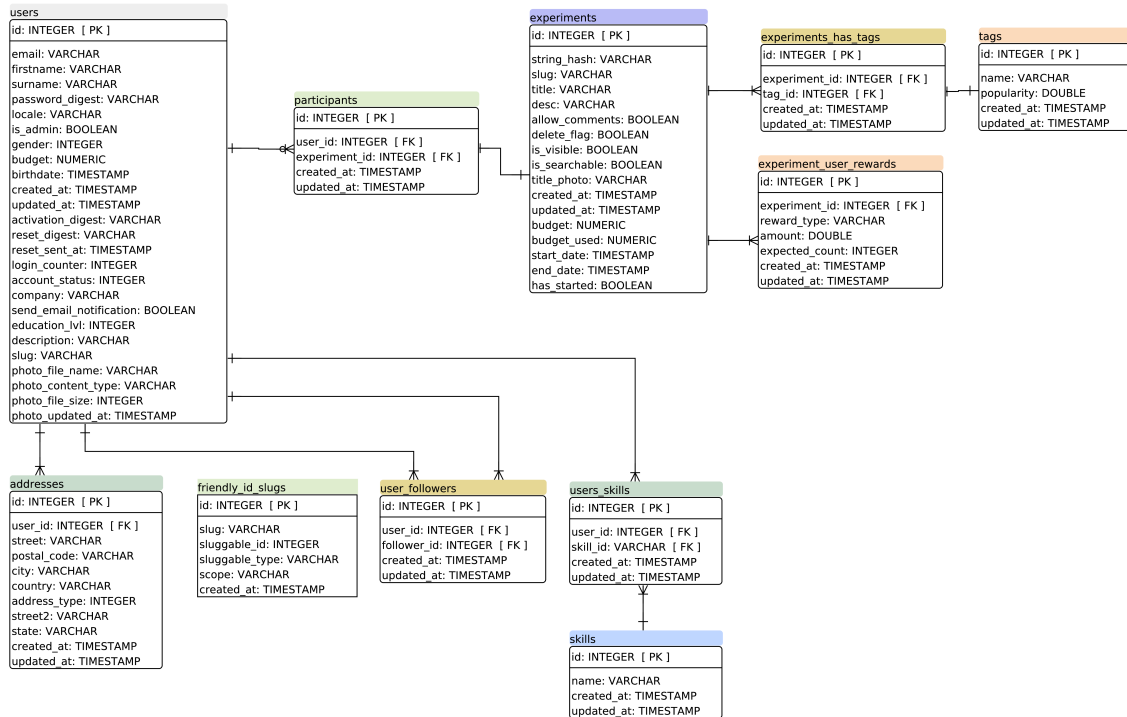 users
id: INTEGER  [ PK ]
email: VARCHAR
firstname: VARCHAR
surname: VARCHAR
password_digest: VARCHAR
locale: VARCHAR
is_admin: BOOLEAN
gender: INTEGER
budget: NUMERIC
birthdate: TIMESTAMP
created_at: TIMESTAMP
updated_at: TIMESTAMP
activation_digest: VARCHAR
reset_digest: VARCHAR
reset_sent_at: TIMESTAMP
login_counter: INTEGER
account_status: INTEGER
company: VARCHAR
send_email_notification: BOOLEAN
education_lvl: INTEGER
description: VARCHAR
slug: VARCHAR
photo_file_name: VARCHAR
photo_content_type: VARCHAR
photo_file_size: INTEGER
photo_updated_at: TIMESTAMP
participants
id: INTEGER  [ PK ]
user_id: INTEGER  [ FK ]
experiment_id: INTEGER  [ FK ]
created_at: TIMESTAMP
updated_at: TIMESTAMP
experiments
id: INTEGER  [ PK ]
string_hash: VARCHAR
slug: VARCHAR
title: VARCHAR
desc: VARCHAR
allow_comments: BOOLEAN
delete_flag: BOOLEAN
is_visible: BOOLEAN
is_searchable: BOOLEAN
title_photo: VARCHAR
created_at: TIMESTAMP
updated_at: TIMESTAMP
budget: NUMERIC
budget_used: NUMERIC
start_date: TIMESTAMP
end_date: TIMESTAMP
has_started: BOOLEAN
experiments_has_tags
id: INTEGER  [ PK ]
experiment_id: INTEGER  [ FK ]
tag_id: INTEGER  [ FK ]
created_at: TIMESTAMP
updated_at: TIMESTAMP
tags
id: INTEGER  [ PK ]
name: VARCHAR
popularity: DOUBLE
created_at: TIMESTAMP
updated_at: TIMESTAMP
experiment_user_rewards
id: INTEGER  [ PK ]
experiment_id: INTEGER  [ FK ]
reward_type: VARCHAR
amount: DOUBLE
expected_count: INTEGER
created_at: TIMESTAMP
updated_at: TIMESTAMP
addresses
id: INTEGER  [ PK ]
user_id: INTEGER  [ FK ]
street: VARCHAR
postal_code: VARCHAR
city: VARCHAR
country: VARCHAR
address_type: INTEGER
street2: VARCHAR
state: VARCHAR
created_at: TIMESTAMP
updated_at: TIMESTAMP
friendly_id_slugs
id: INTEGER  [ PK ]
slug: VARCHAR
sluggable_id: INTEGER
sluggable_type: VARCHAR
scope: VARCHAR
created_at: TIMESTAMP
user_followers
id: INTEGER  [ PK ]
user_id: INTEGER  [ FK ]
follower_id: INTEGER  [ FK ]
created_at: TIMESTAMP
updated_at: TIMESTAMP
users_skills
id: INTEGER  [ PK ]
user_id: INTEGER  [ FK ]
skill_id: VARCHAR  [ FK ]
created_at: TIMESTAMP
updated_at: TIMESTAMP
skills
id: INTEGER  [ PK ]
name: VARCHAR
created_at: TIMESTAMP
updated_at: TIMESTAMP